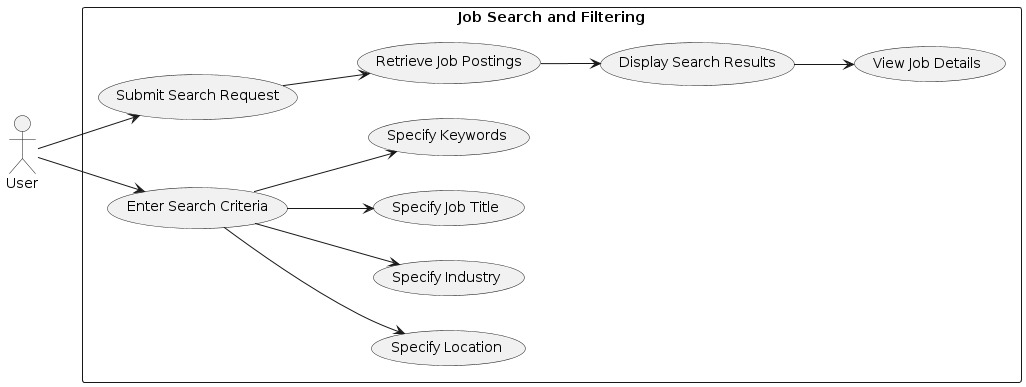 Job Search and Filtering
Retrieve Job Postings
Display Search Results
View Job Details
Submit Search Request
Specify Keywords
User
Enter Search Criteria
Specify Job Title
Specify Industry
Specify Location